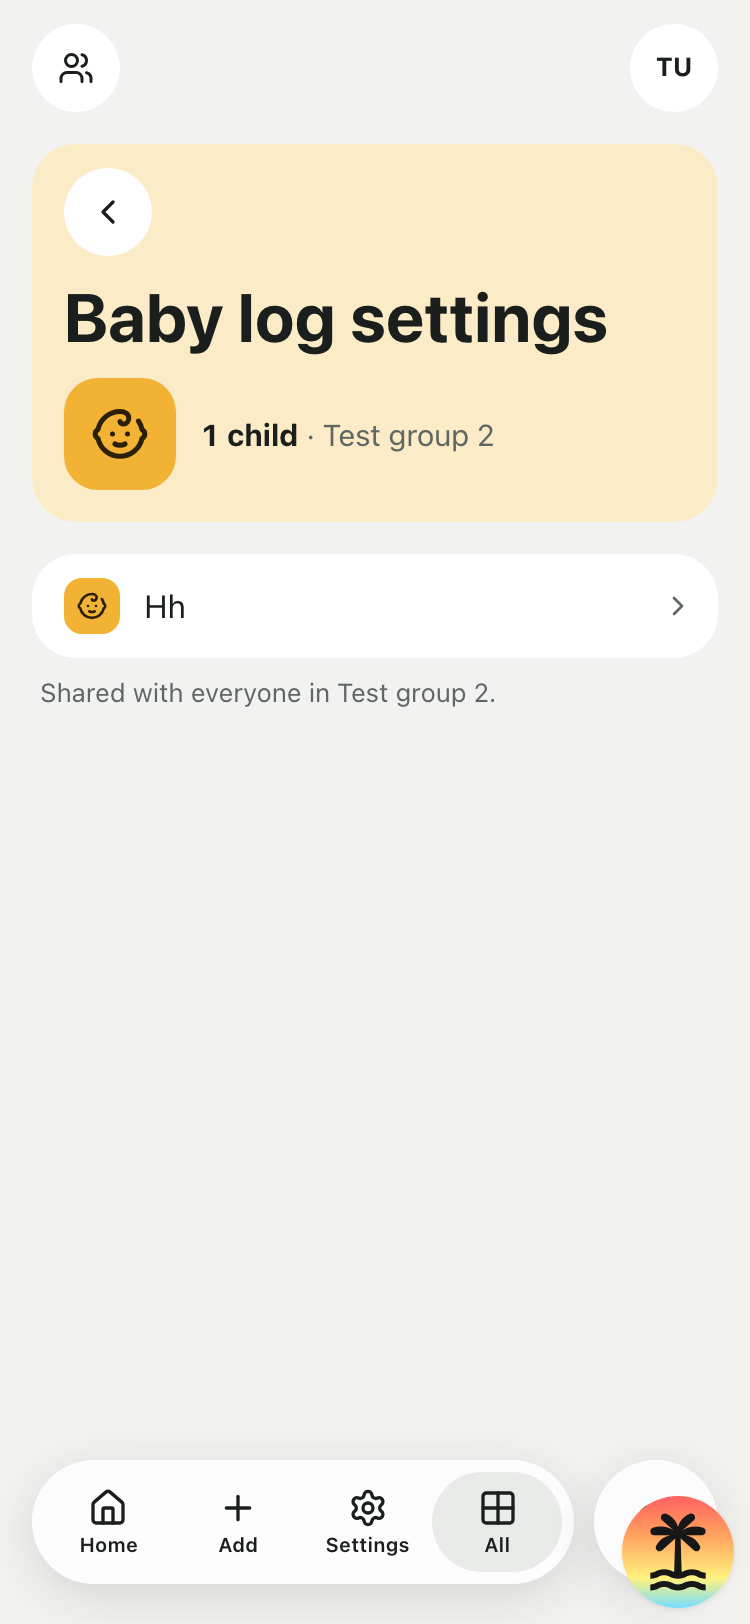 TU
Baby log settings
1 child · Test group 2
Hh
Shared with everyone in Test group 2.
Home Add Settings All